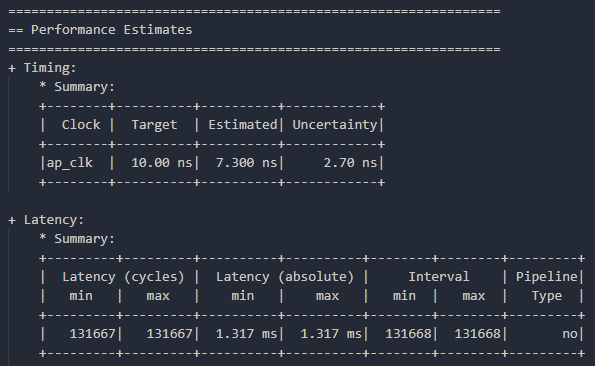 ================================================================
== Performance Estimates
================================================================
+ Timing:
    * Summary:
    +--------+----------+----------+------------+
    |  Clock |  Target  | Estimated| Uncertainty|
    +--------+----------+----------+------------+
    |ap_clk  |  10.00 ns|  7.300 ns|     2.70 ns|
    +--------+----------+----------+------------+

+ Latency:
    * Summary:
    +---------+---------+----------+----------+--------+--------+---------+
    |  Latency (cycles) |  Latency (absolute) |     Interval    | Pipeline|
    |   min   |   max   |    min   |    max   |   min  |   max  |   Type  |
    +---------+---------+----------+----------+--------+--------+---------+
    |   131667|   131667|  1.317 ms|  1.317 ms|  131668|  131668|       no|
    +---------+---------+----------+----------+--------+--------+---------+